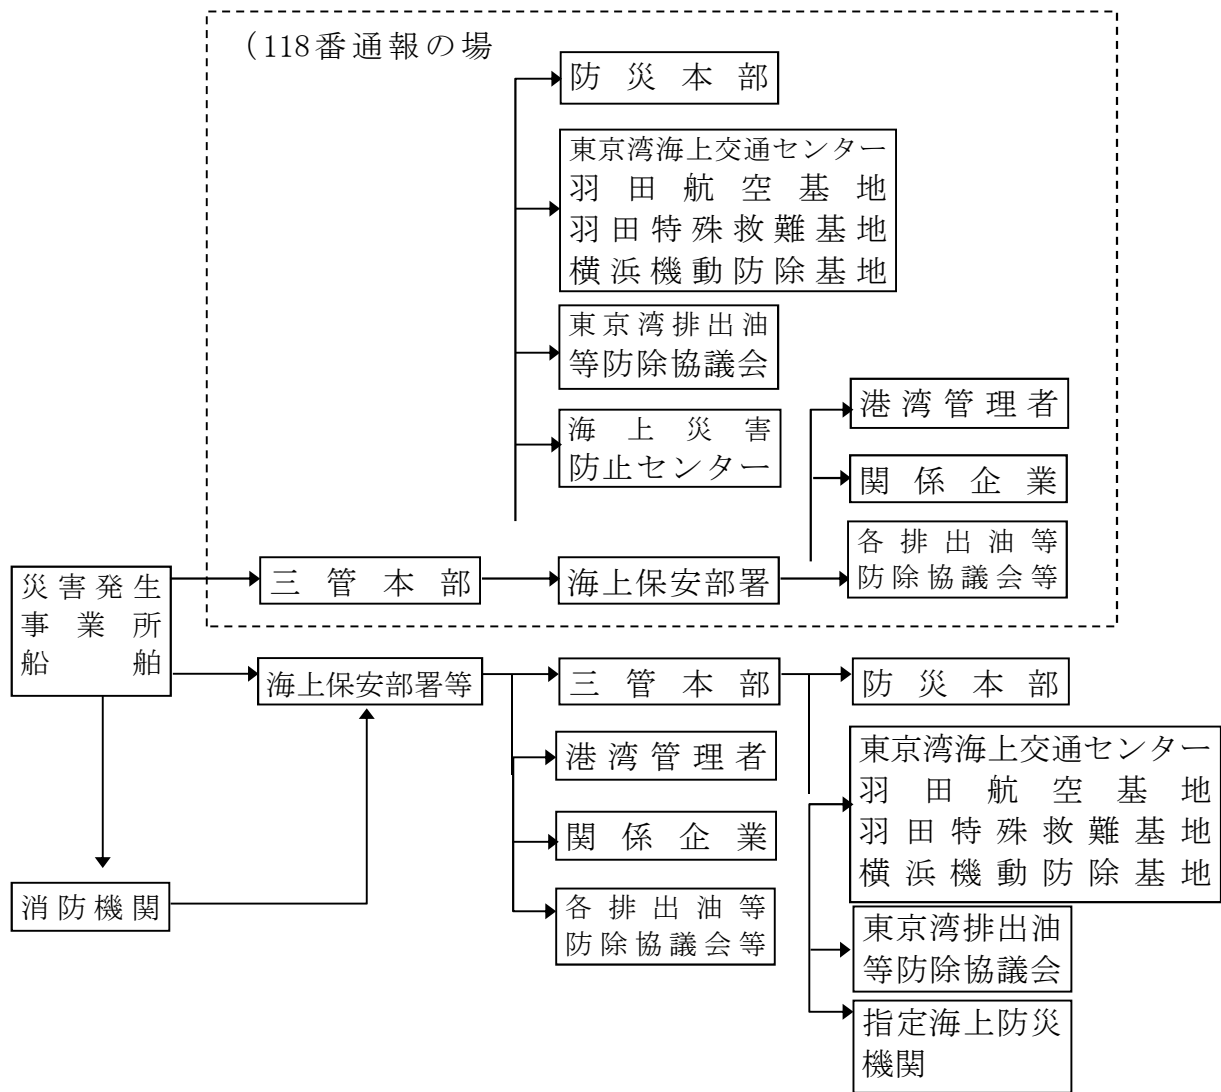 （118番通報の場
防災本部
東京湾海上交通センター
羽田航空基地
羽田特殊救難基地
横浜機動防除基地
東京湾排出油
等防除協議会
海上災害
防止センター
港湾管理者
関係企業
各排出油等
防除協議会等
三管本部
海上保安部署
災害発生
事業所
船舶
海上保安部署等
三管本部
防災本部
港湾管理者
関係企業
各排出油等
防除協議会等
東京湾海上交通センター
羽田航空基地
羽田特殊救難基地
横浜機動防除基地
東京湾排出油
等防除協議会
指定海上防災
機関
消防機関